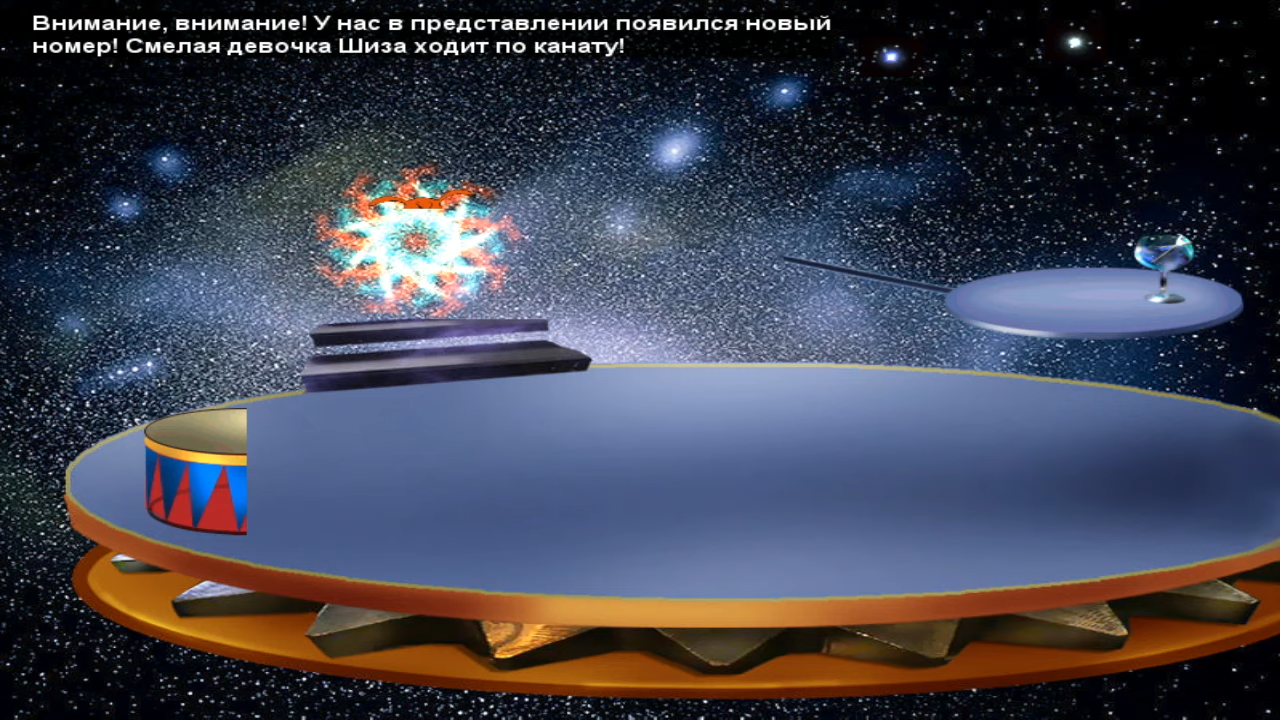 Внимание, внимание! У нас в представлении появился новый
номер! Смелая девочка Шиза ходит по канату!